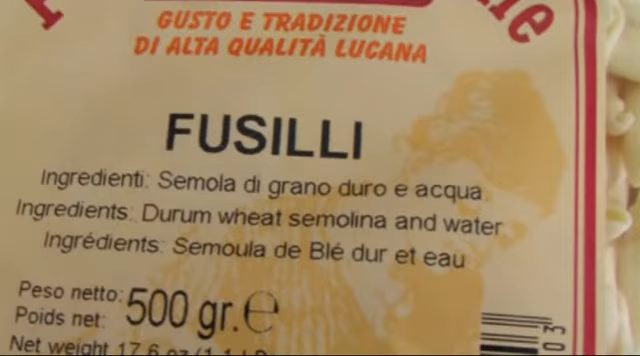 GUSTO E TRADIZIONE
DI ALTA QUALITÀ LUCANA
FUSILLI
Ingredienti: Semola di grano duro e acqua
Ingredients: Durum wheat semolina and water
Ingrédients: Semoula de Blé dur et eau
Peso netto:
Poids net:
500 gr.℮
Net weight 17.6 oz
03